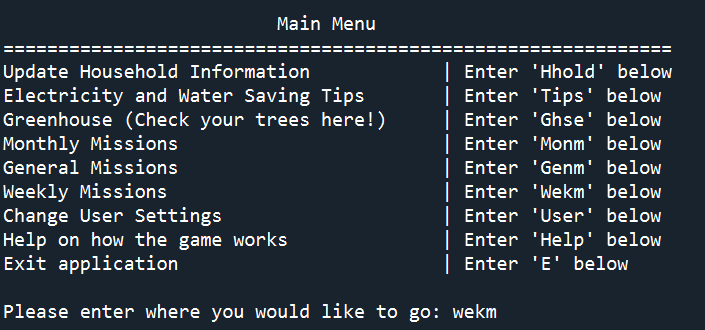 Main Menu
=============================================================
Update Household Information | Enter 'Hhold' below
Electricity and Water Saving Tips | Enter 'Tips' below
Greenhouse (Check your trees here!) | Enter 'Ghse' below
Monthly Missions | Enter 'Monm' below
General Missions | Enter 'Genm' below
Weekly Missions | Enter 'Wekm' below
Change User Settings | Enter 'User' below
Help on how the game works | Enter 'Help' below
Exit application | Enter 'E' below
Please enter where you would like to go: wekm